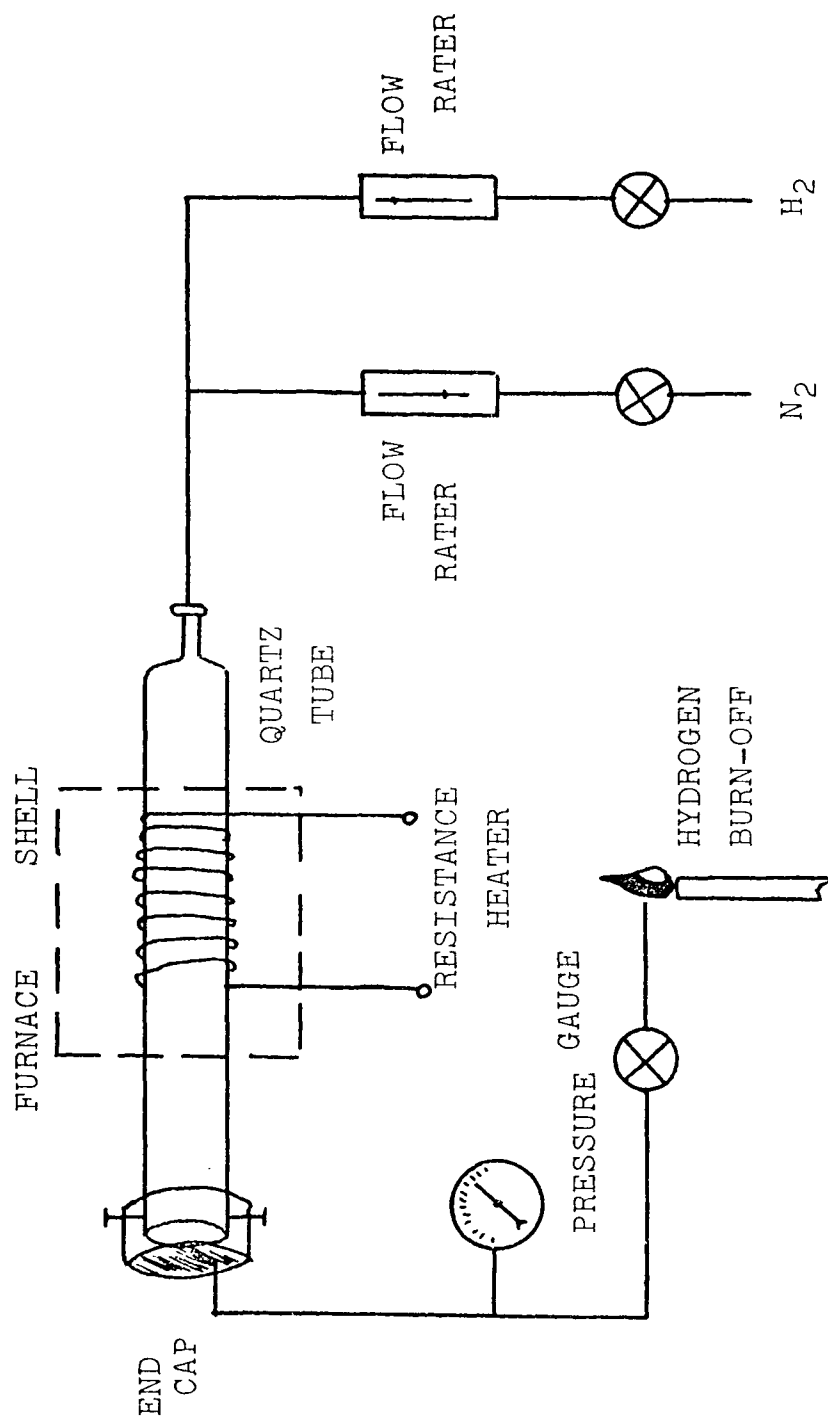 FURNACE SHELL
END
CAP
QUARTZ
TUBE
RESISTANCE
HEATER
PRESSURE GAUGE
HYDROGEN
BURN-OFF
FLOW
RATER
FLOW
RATER
N2
H2